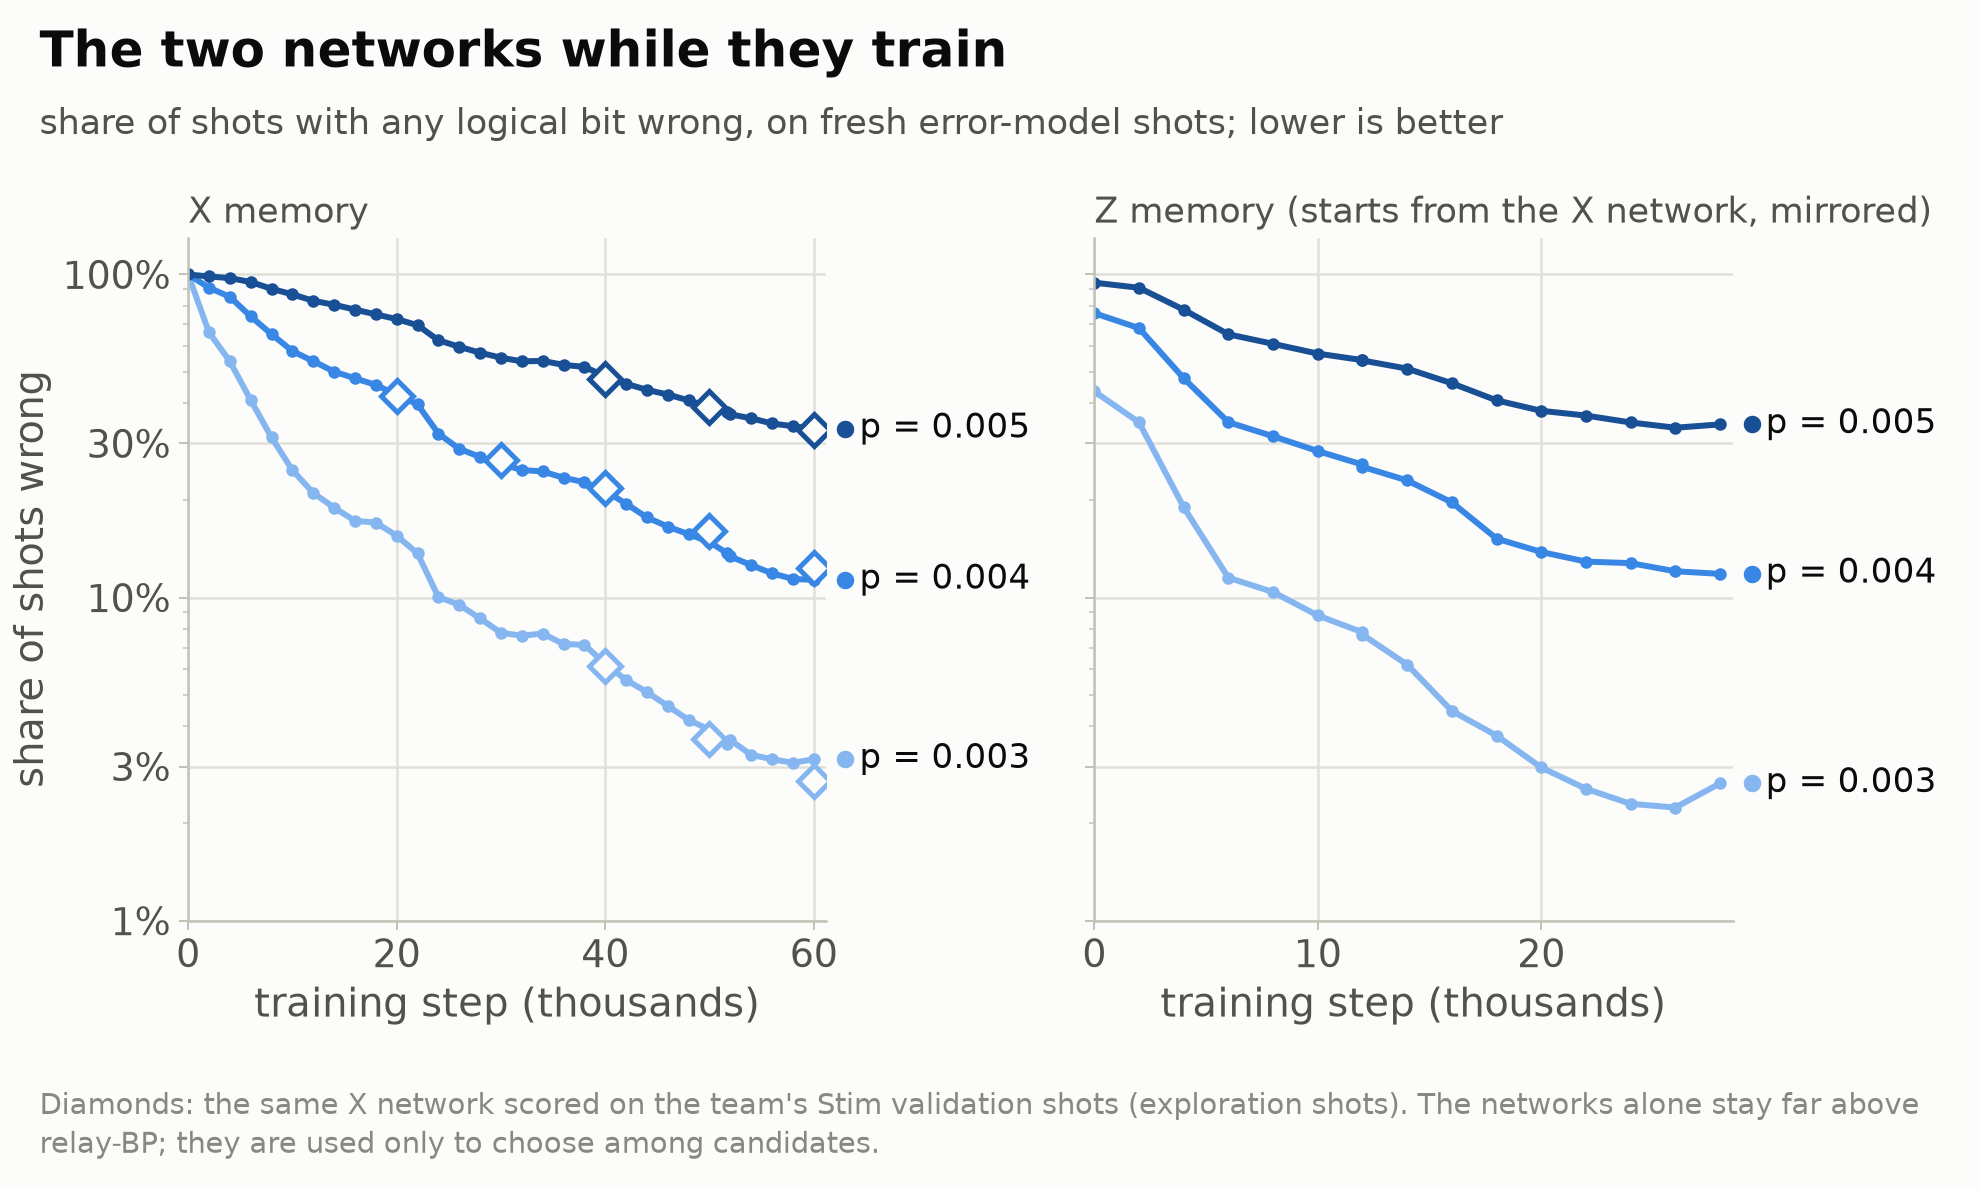 The two networks while they train
share of shots with any logical bit wrong, on fresh error-model shots; lower is better
X memory
share of shots wrong
100%
30%
10%
3%
1%
0 20 40 60
training step (thousands)
p = 0.005
p = 0.004
p = 0.003
Z memory (starts from the X network, mirrored)
0 10 20
training step (thousands)
p = 0.005
p = 0.004
p = 0.003
Diamonds: the same X network scored on the team's Stim validation shots (exploration shots). The networks alone stay far above
relay-BP; they are used only to choose among candidates.